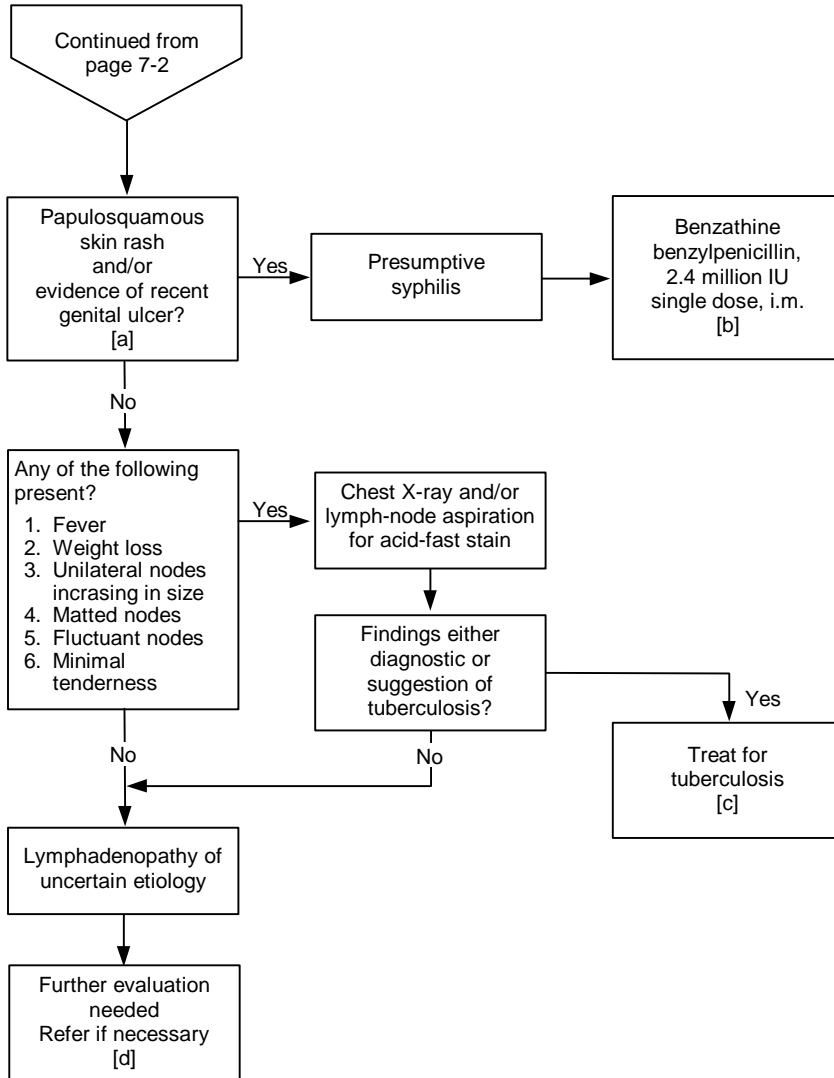 Continued from
page 7-2
Papulosquamous
skin rash
and/or
evidence of recent
genital ulcer?
[a]
Yes
Presumptive
syphilis
Benzathine
benzylpenicillin,
2.4 million IU
single dose, i.m.
[b]
No
Any of the following
present?
1. Fever
2. Weight loss
3. Unilateral nodes
incrasing in size
4. Matted nodes
5. Fluctuant nodes
6. Minimal
tenderness
Yes
Chest X-ray and/or
lymph-node aspiration
for acid-fast stain
Findings either
diagnostic or
suggestion of
tuberculosis?
Yes
Treat for
tuberculosis
[c]
No
No
Lymphadenopathy of
uncertain etiology
Further evaluation
needed
Refer if necessary
[d]